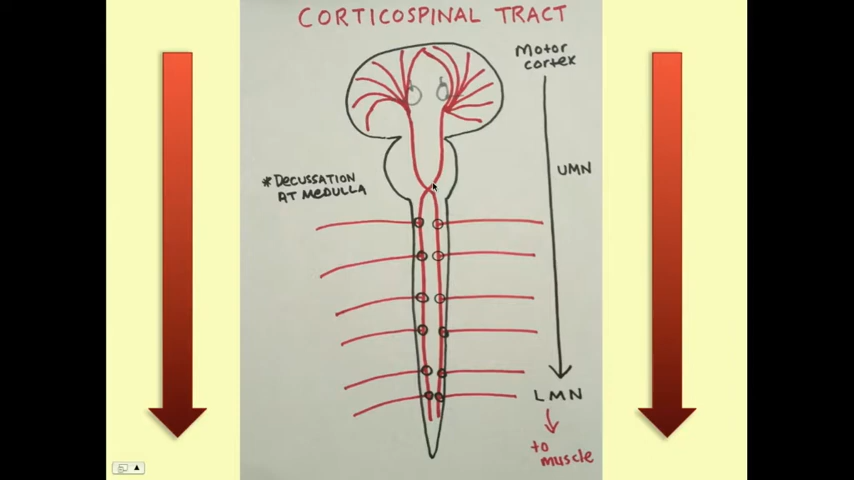 CORTICOSPINAL TRACT
Motor
cortex
UMN
*DECUSSATION
AT MEDULLA
LMN
to
muscle